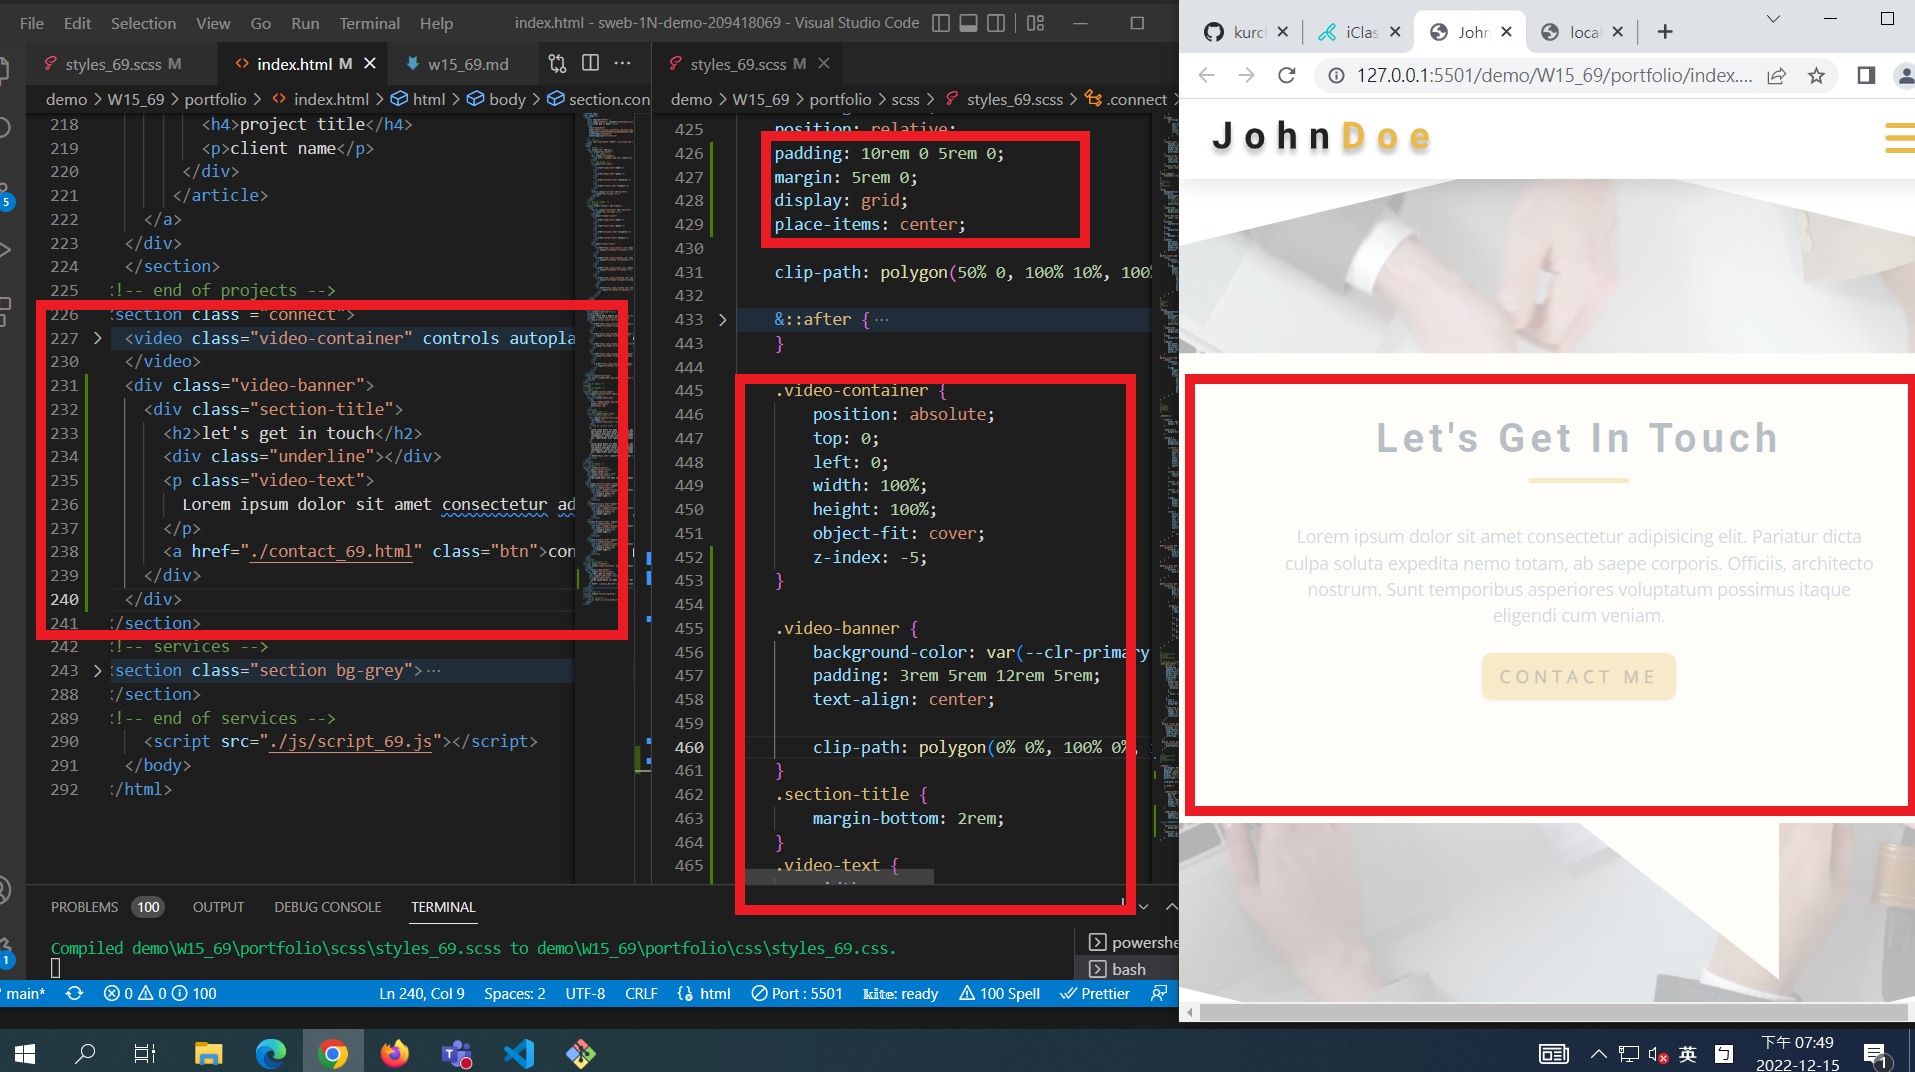 File Edit Selection View Go Run Terminal Help
index.html - sweb-1N-demo-209418069 - Visual Studio Code
styles_69.scss M
index.html M
w15_69.md
demo > W15_69 > portfolio > index.html > html > body > section.con
218 <h4>project title</h4>
219 <p>client name</p>
220 </div>
221 </article>
222 </a>
223 </div>
224 </section>
225 !-- end of projects -->
226 section class ="connect">
227 <video class="video-container" controls autopla
230 </video>
231 <div class="video-banner">
232 <div class="section-title">
233 <h2>let's get in touch</h2>
234 <div class="underline"></div>
235 <p class="video-text">
236 Lorem ipsum dolor sit amet consectetur ad
237 </p>
238 <a href="./contact_69.html" class="btn">con
239 </div>
240 </div>
241 /section>
242 !-- services -->
243 section class="section bg-grey">…
288 /section>
289 !-- end of services -->
290 <script src="./js/script_69.js"></script>
291 </body>
292 /html>
styles_69.scss M
demo > W15_69 > portfolio > scss > styles_69.scss > .connect >
425 position: relative;
426 padding: 10rem 0 5rem 0;
427 margin: 5rem 0;
428 display: grid;
429 place-items: center;
430
431 clip-path: polygon(50% 0, 100% 10%, 100%
432
433 &::after {…
443 }
444
445 .video-container {
446 position: absolute;
447 top: 0;
448 left: 0;
449 width: 100%;
450 height: 100%;
451 object-fit: cover;
452 z-index: -5;
453 }
454
455 .video-banner {
456 background-color: var(--clr-primary
457 padding: 3rem 5rem 12rem 5rem;
458 text-align: center;
459
460 clip-path: polygon(0% 0%, 100% 0%,
461 }
462 .section-title {
463 margin-bottom: 2rem;
464 }
465 .video-text {
PROBLEMS 100 OUTPUT DEBUG CONSOLE TERMINAL
Compiled demo\W15_69\portfolio\scss\styles_69.scss to demo\W15_69\portfolio\css\styles_69.css.
powershe
bash
5
1
main* 0 0 100
Ln 240, Col 9 Spaces: 2 UTF-8 CRLF html Port : 5501 kite: ready 100 Spell Prettier
kurc
iClas
John
local
127.0.0.1:5501/demo/W15_69/portfolio/index....
JohnDoe
Let's Get In Touch
Lorem ipsum dolor sit amet consectetur adipisicing elit. Pariatur dicta
culpa soluta expedita nemo totam, ab saepe corporis. Officiis, architecto
nostrum. Sunt temporibus asperiores voluptatum possimus itaque
eligendi cum veniam.
CONTACT ME
英
下午 07:49
2022-12-15
1